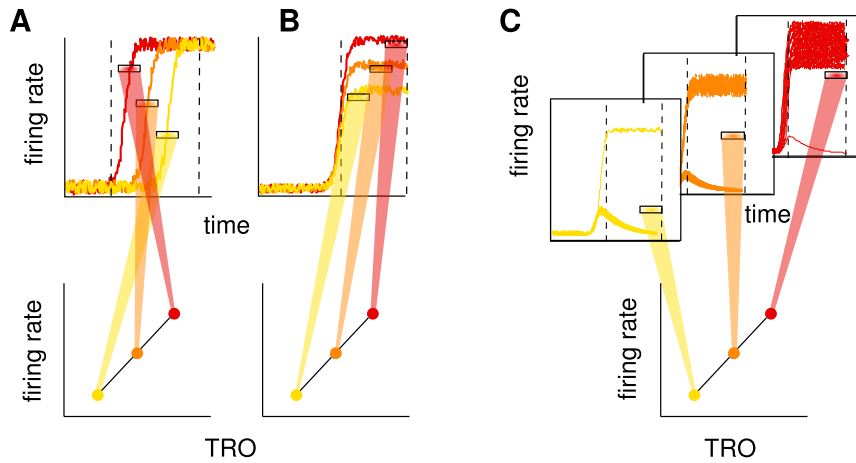 A
B
C
firing rate
firing rate
time
time
firing rate
firing rate
TRO
TRO